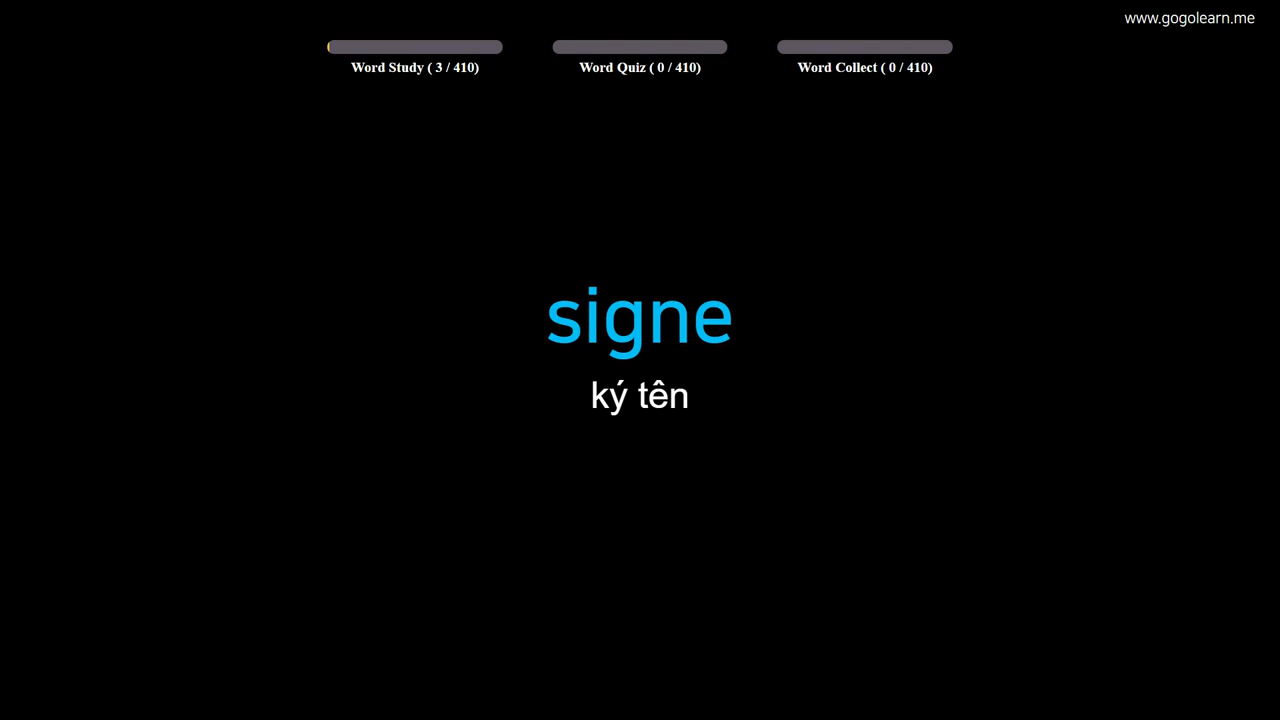 www.gogolearn.me
Word Study ( 3 / 410)
Word Quiz ( 0 / 410)
Word Collect ( 0 / 410)
signe
ký tên